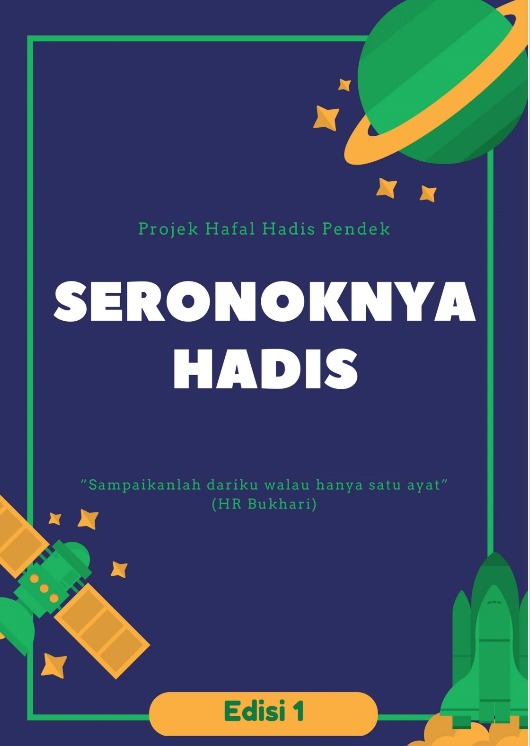 Projek Hafal Hadis Pendek
SERONOKNYA
HADIS
"Sampaikanlah dariku walau hanya satu ayat"
(HR Bukhari)
Edisi 1